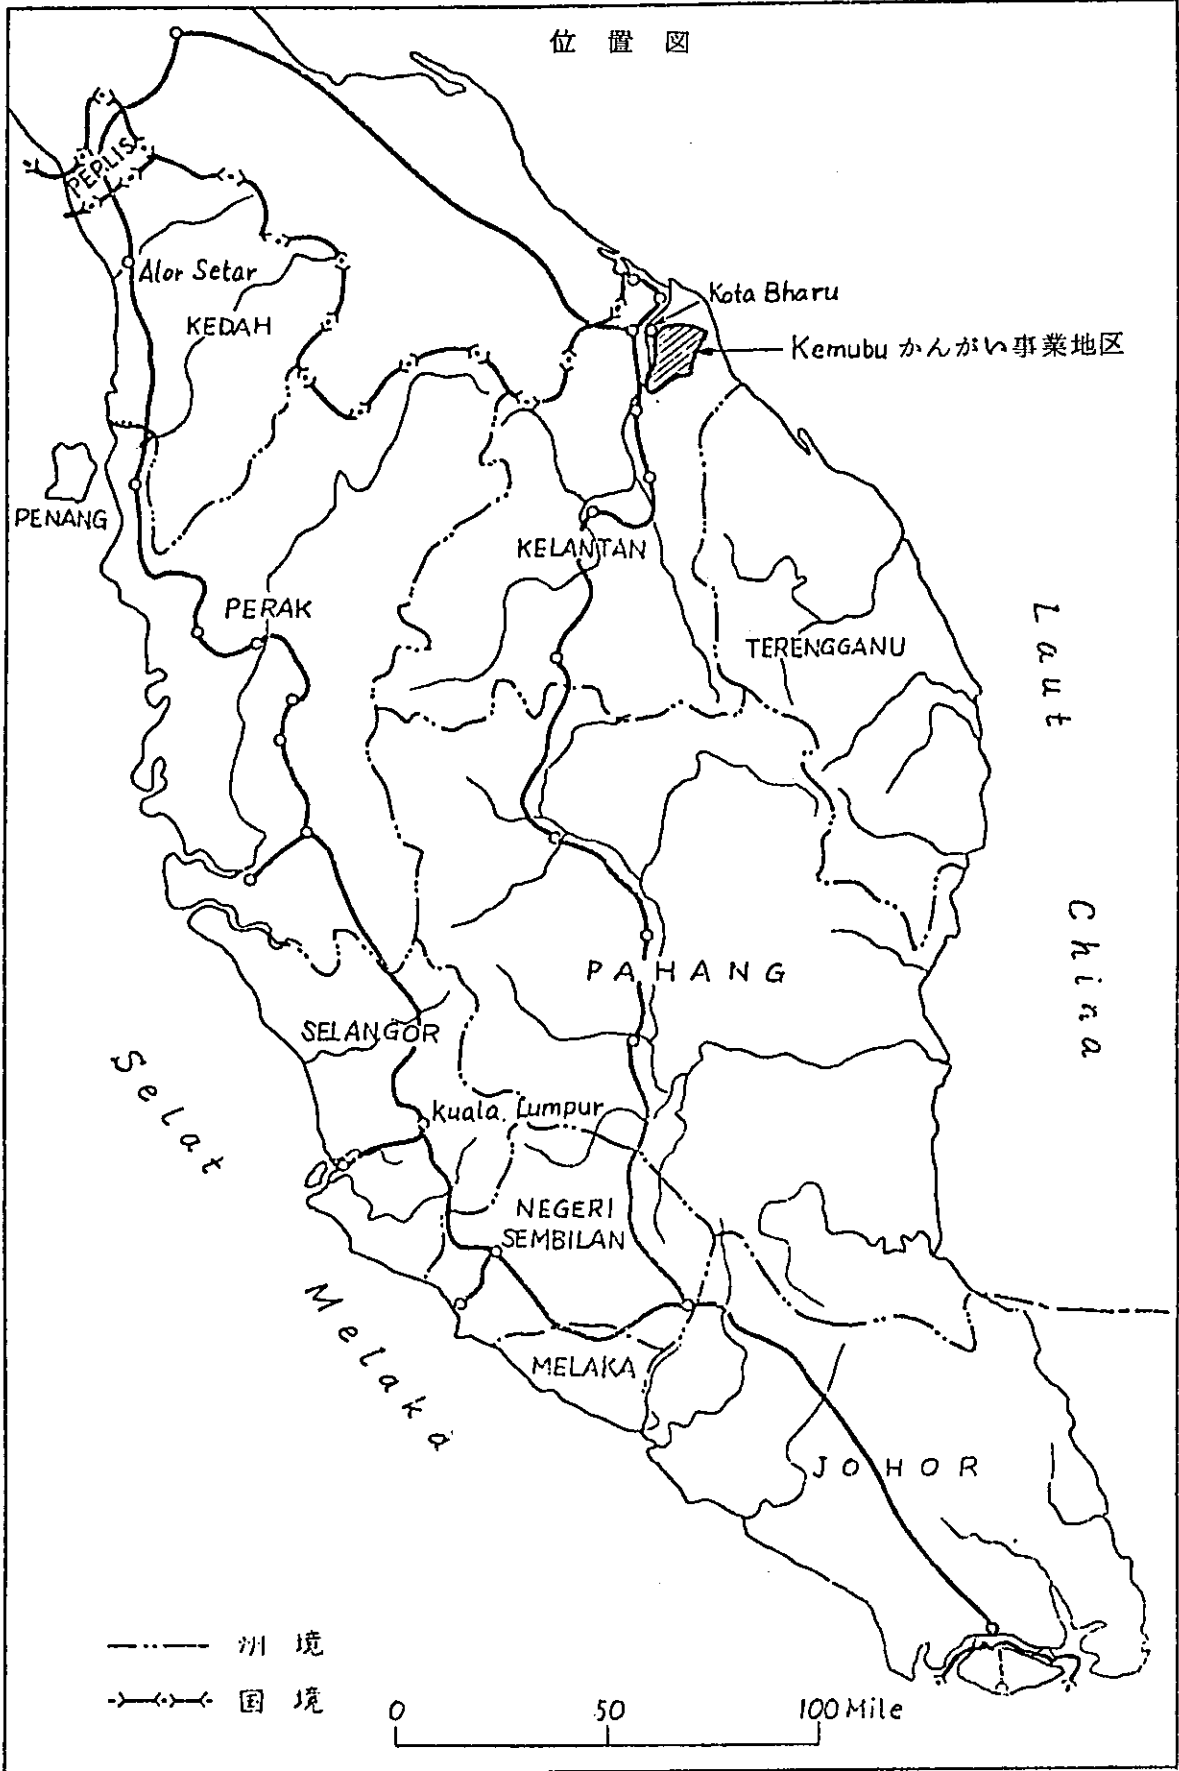 位置図
PERLIS
Alor Setar
KEDAH
Kota Bharu
Kemubu かんがい事業地区
PENANG
KELANTAN
PERAK
TERENGGANU
Laut
China
PAHANG
SELANGOR
Selat
Kuala Lumpur
NEGERI
SEMBILAN
Melaka
MELAKA
JOHOR
州境
国境
0 50 100 Mile